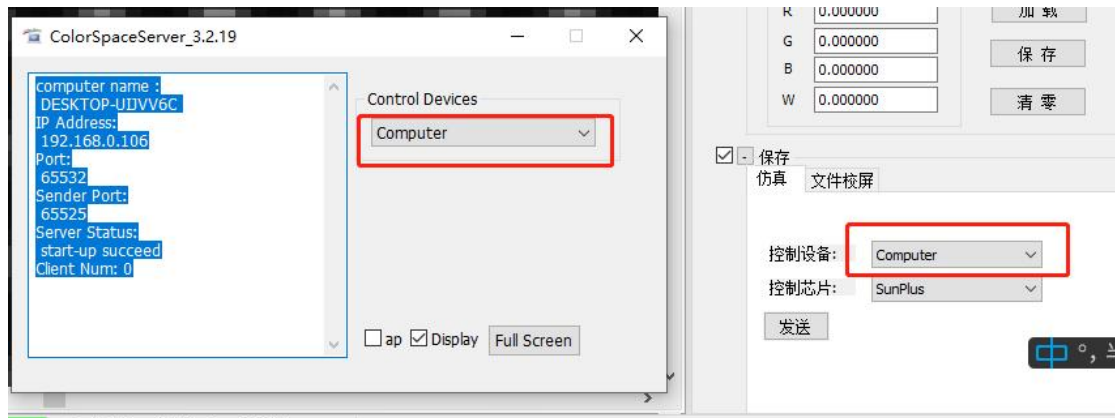 ColorSpaceServer_3.2.19
computer name :
DESKTOP-UIJVV6C
IP Address:
192.168.0.106
Port:
65532
Sender Port:
65525
Server Status:
start-up succeed
Client Num: 0
Control Devices
Computer
ap Display Full Screen
R 0.000000 加 载
G 0.000000
保 存
B 0.000000
W 0.000000 清 零
- 保存
仿真 文件校屏
控制设备: Computer
控制芯片: SunPlus
发送
中 °,